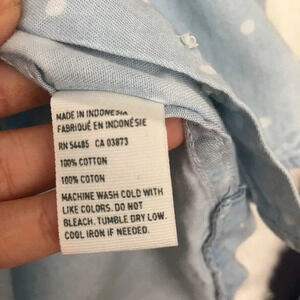 MADE IN INDONESIA
FABRIQUÉ EN INDONÉSIE
RN 54485 CA 03873
100% COTTON
100% COTTON
MACHINE WASH COLD WITH
LIKE COLORS. DO NOT
BLEACH. TUMBLE DRY LOW.
COOL IRON IF NEEDED.